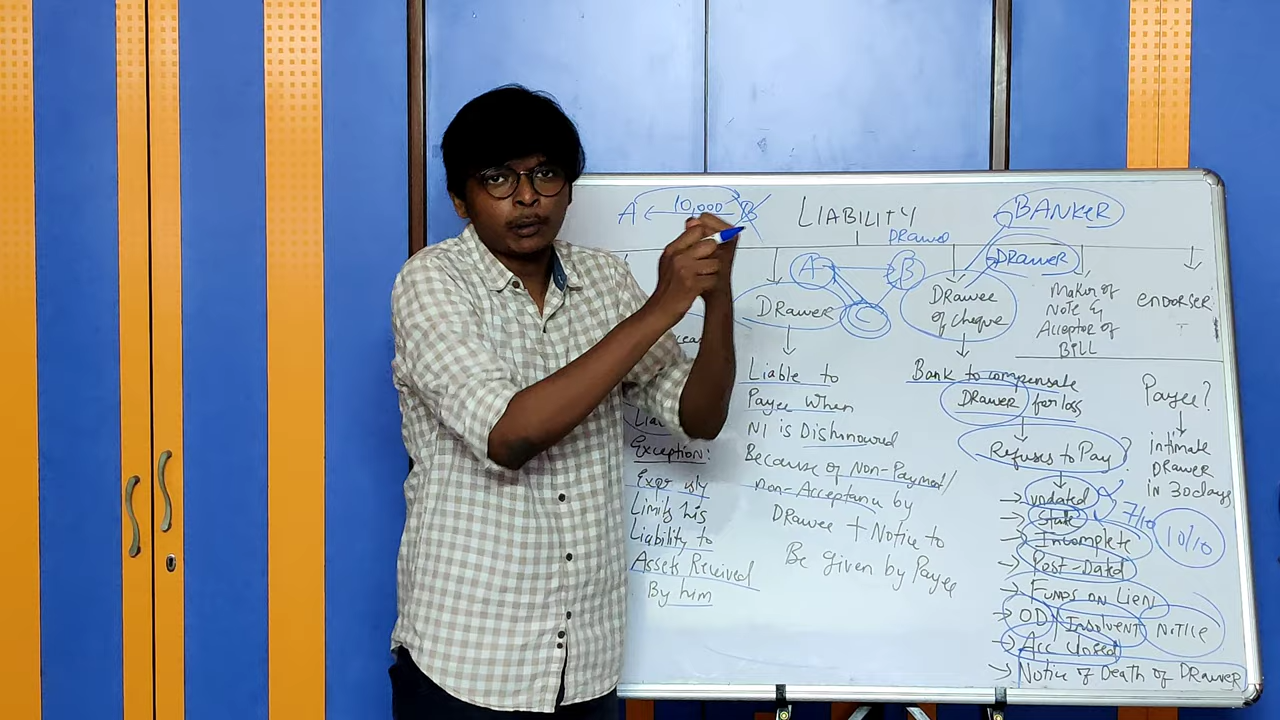 A 10,000 B
LIABILITY
BANKER
DRAWER
A B
C
DRAWER
DRAWEE
of cheque
Maker of
Note &
Acceptor of
BILL
ENDORSER
Liable to
Payee When
NI is Dishonoured
Because of Non-Payment/
Non-Acceptance by
DRAWEE + Notice to
Be given by Payee
Exception:
Limits his
Liability to
Assets Received
By him
Bank to compensate
DRAWER for loss
Refuses to Pay?
→ undated
→ Stale
→ Incomplete
→ Post-Dated
→ Funds on Lien
→ OD/Insolvent Notice
→ Acc Closed
→ Notice of Death of DRAWER
7/10
10/10
Payee?
intimate
DRAWER
in 30 days